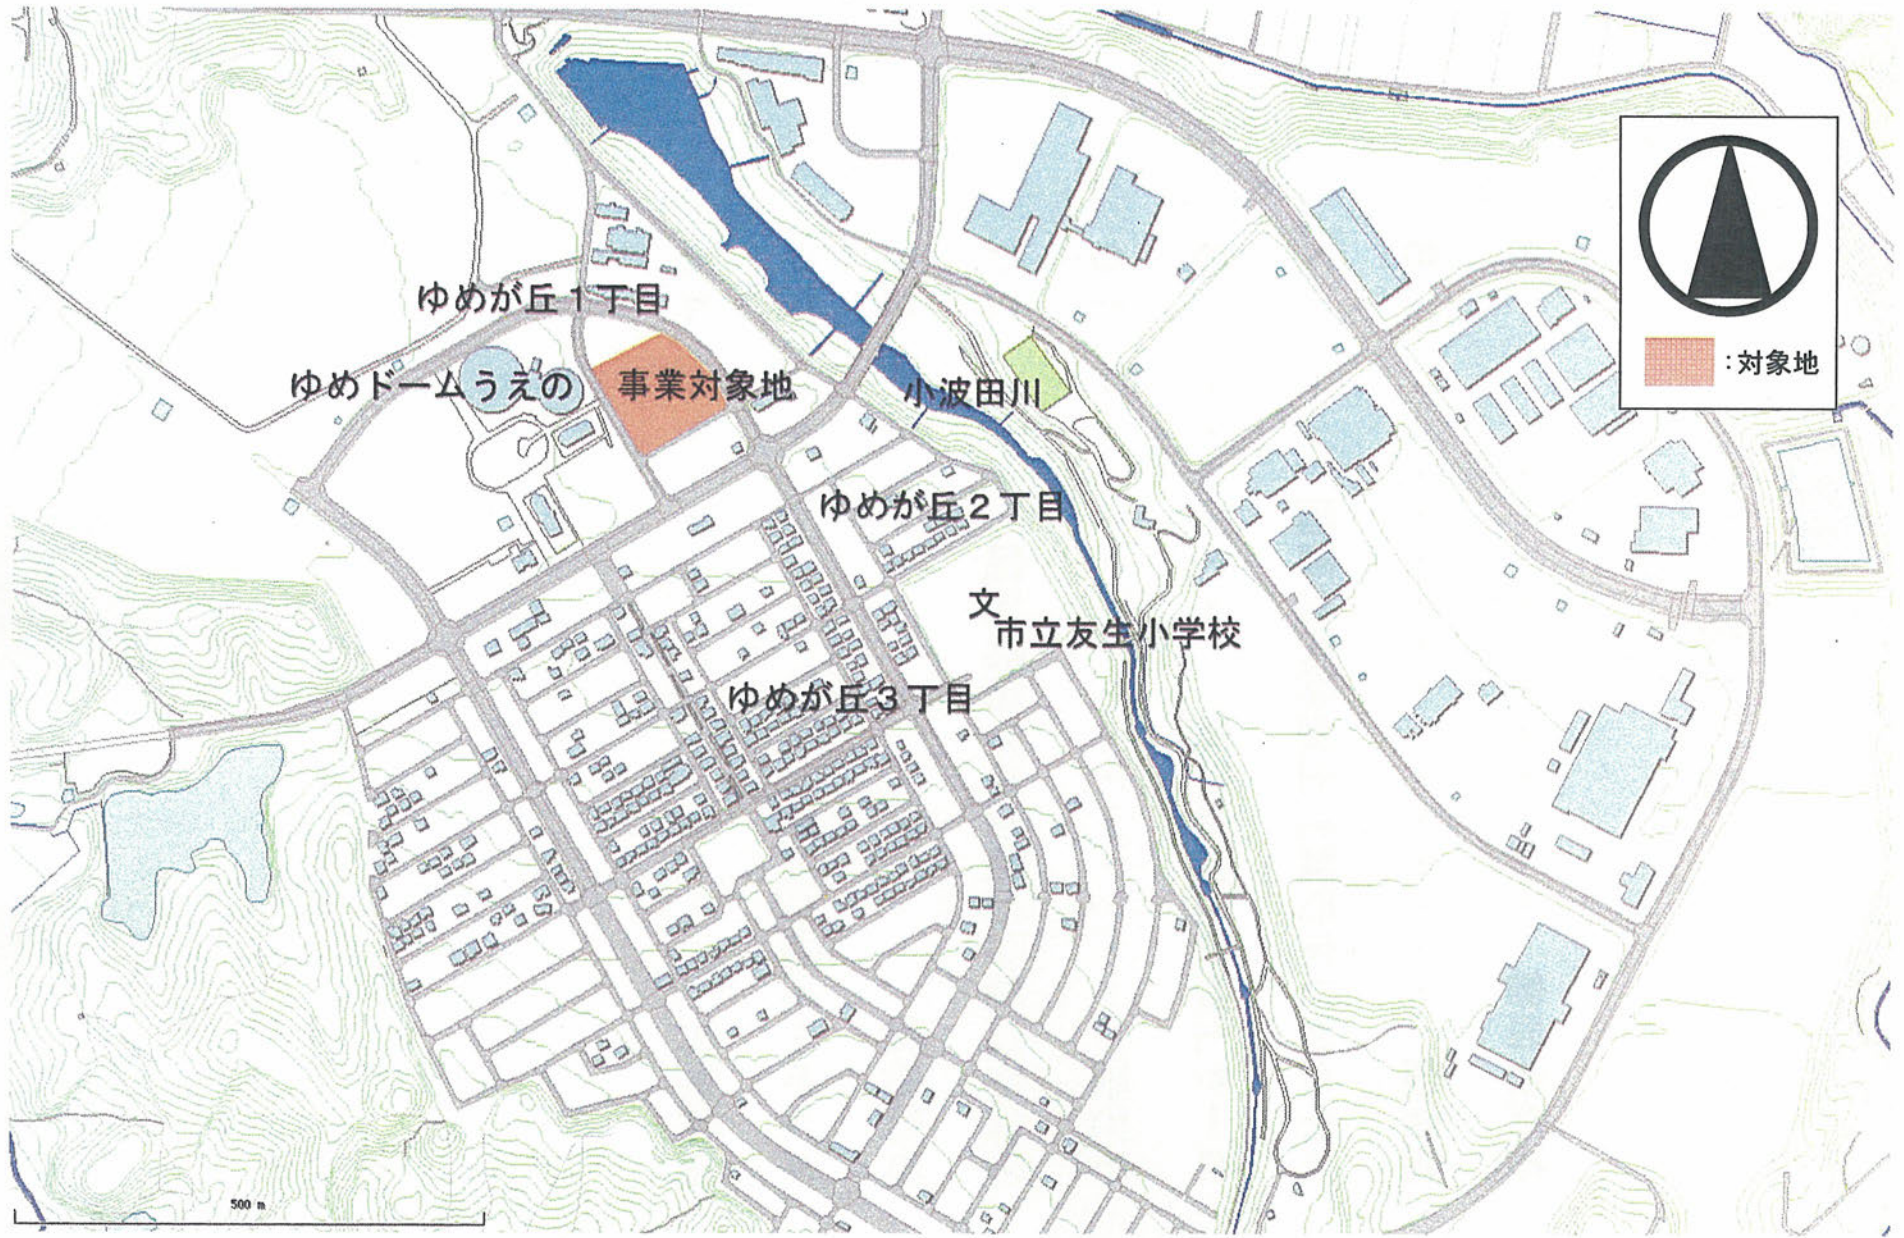 ゆめが丘１丁目
：対象地
ゆめドームうえの
事業対象地
小波田川
ゆめが丘２丁目
文
市立友生小学校
ゆめが丘３丁目
500 m